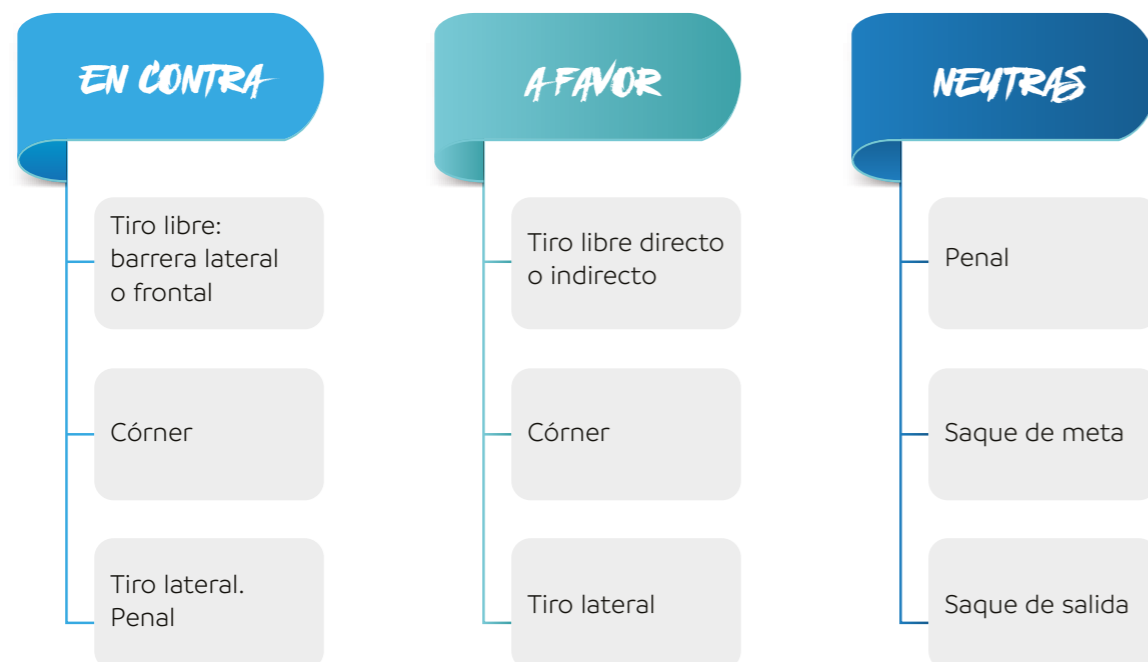 EN CONTRA
Tiro libre:
barrera lateral
o frontal
Córner
Tiro lateral.
Penal
A FAVOR
Tiro libre directo
o indirecto
Córner
Tiro lateral
NEUTRAS
Penal
Saque de meta
Saque de salida